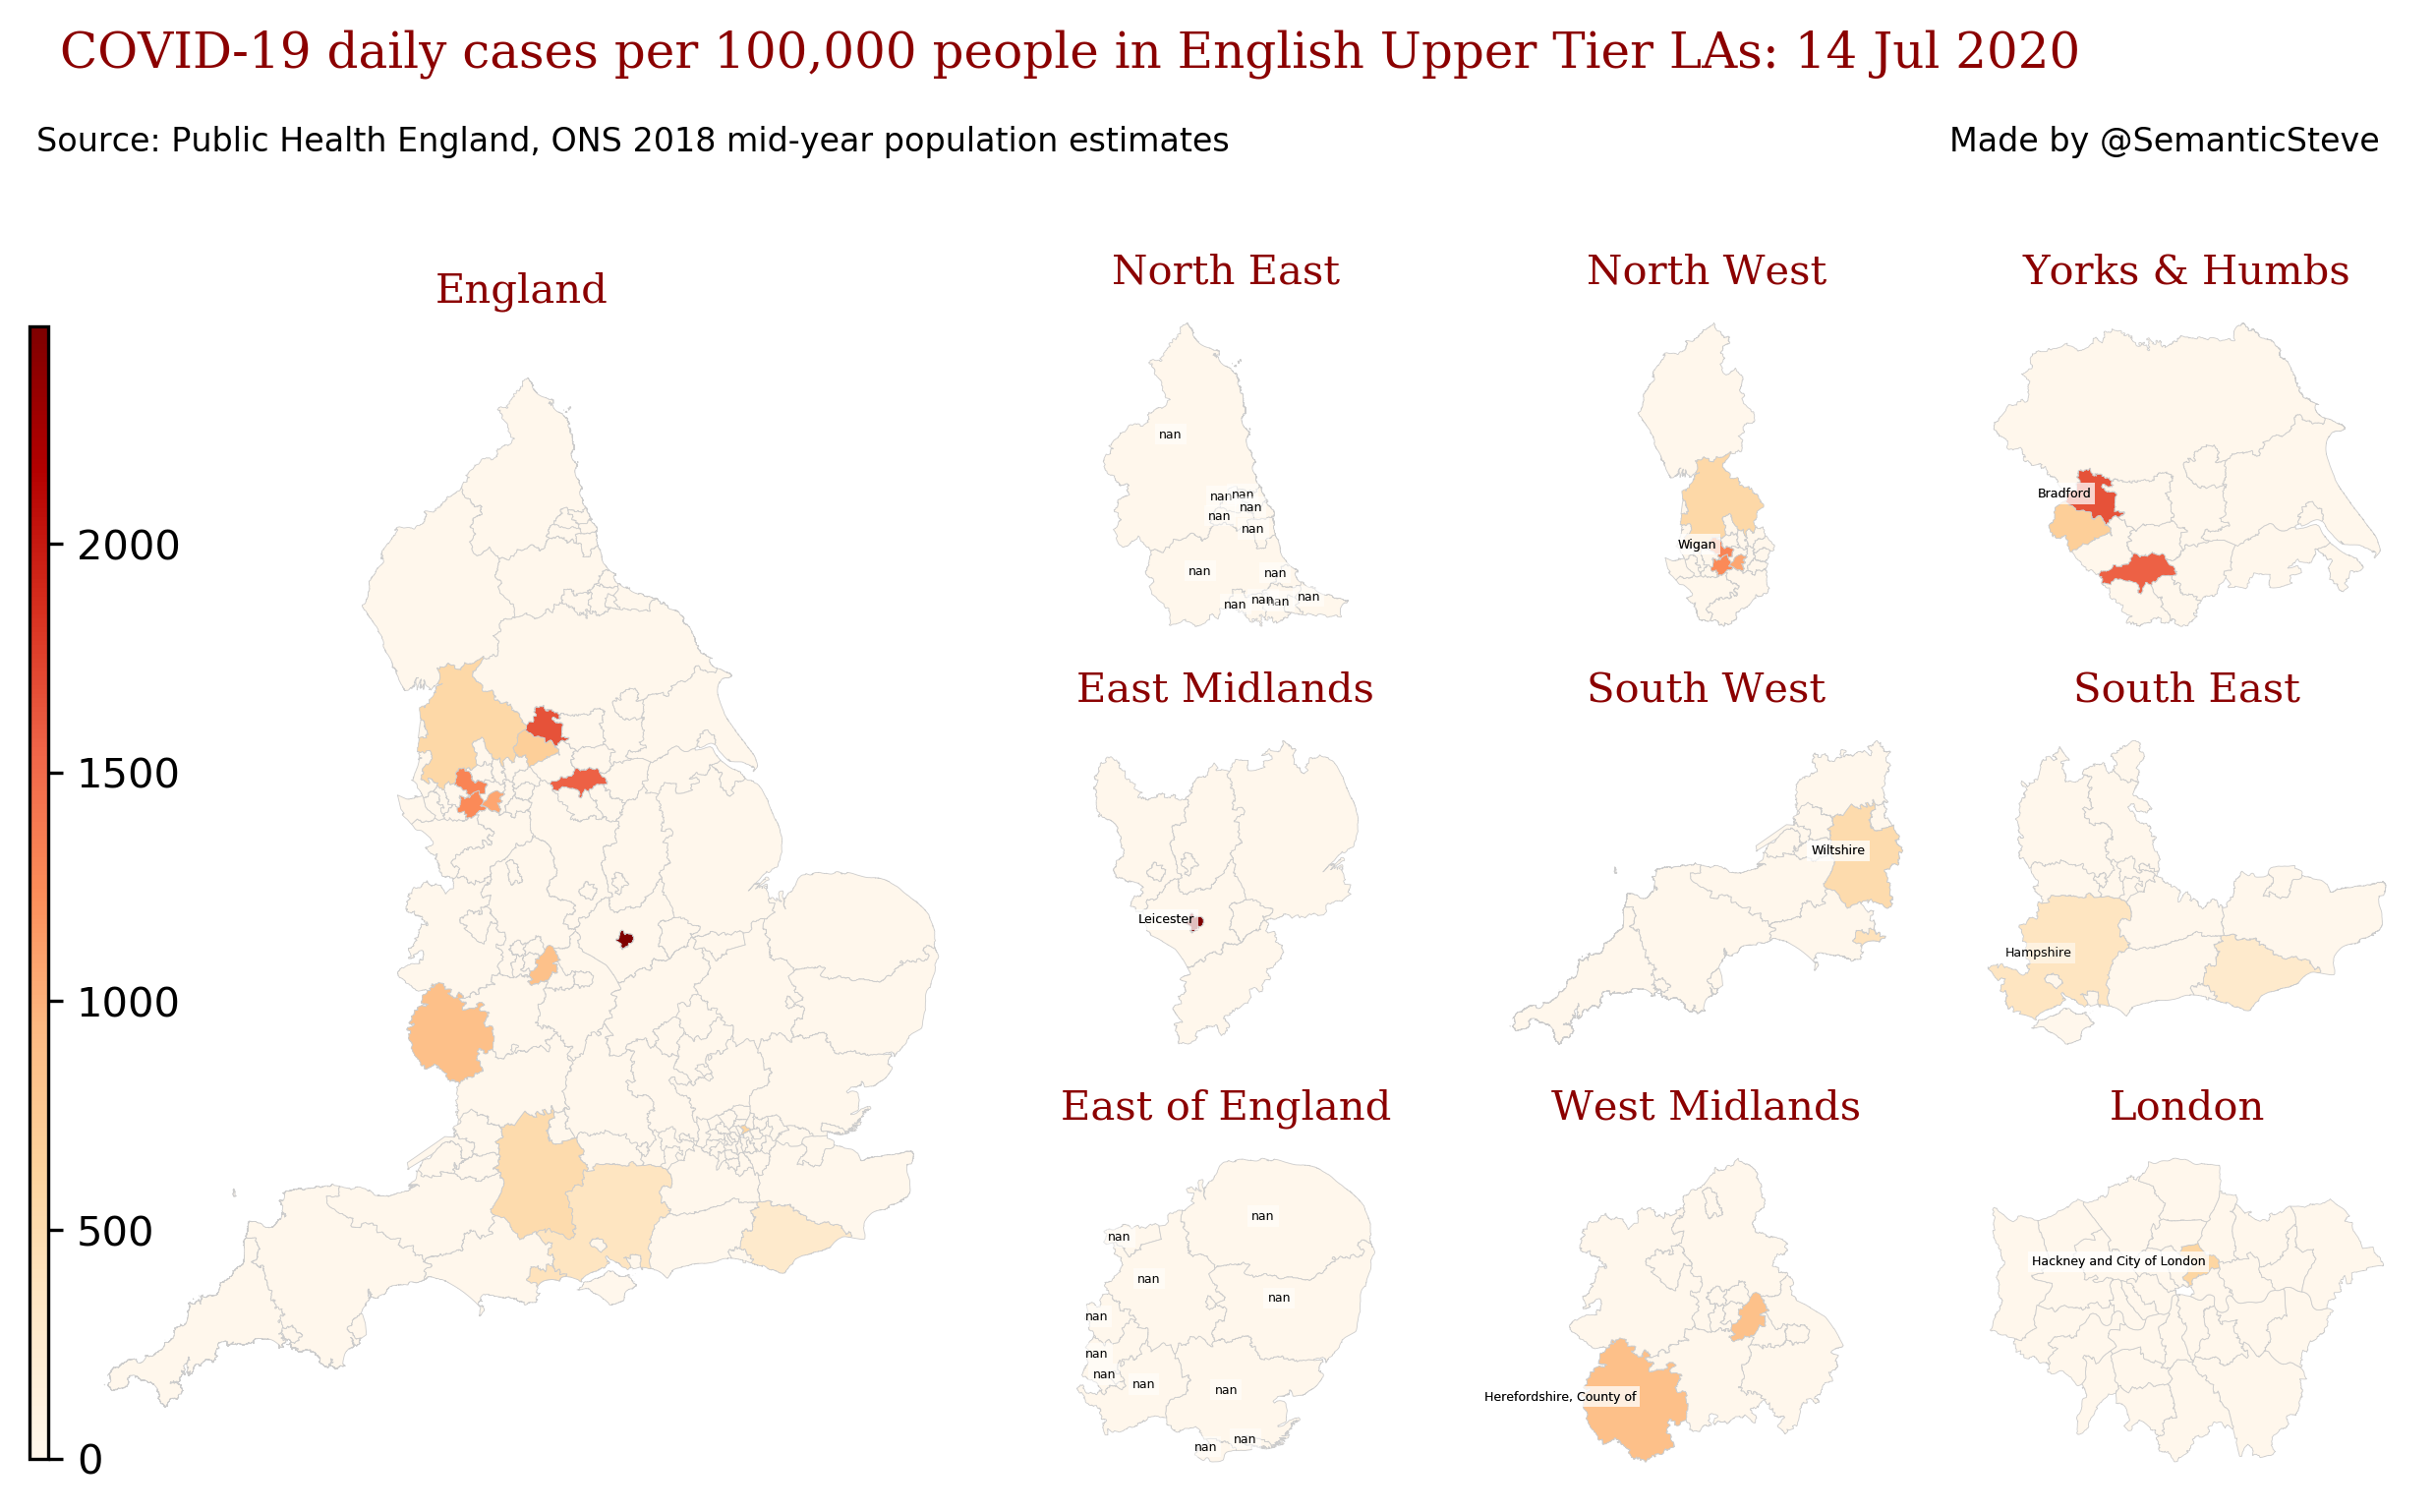 COVID-19 daily cases per 100,000 people in English Upper Tier LAs: 14 Jul 2020
Source: Public Health England, ONS 2018 mid-year population estimates
Made by @SemanticSteve
England
2000
1500
1000
500
0
North East
nan
nan
nan
nan
nan
nan
nan
nan
nan
nan
nan
nan
North West
Wigan
Yorks & Humbs
Bradford
East Midlands
Leicester
South West
Wiltshire
South East
Hampshire
East of England
nan
nan
nan
nan
nan
nan
nan
nan
nan
nan
nan
West Midlands
Herefordshire, County of
London
Hackney and City of London